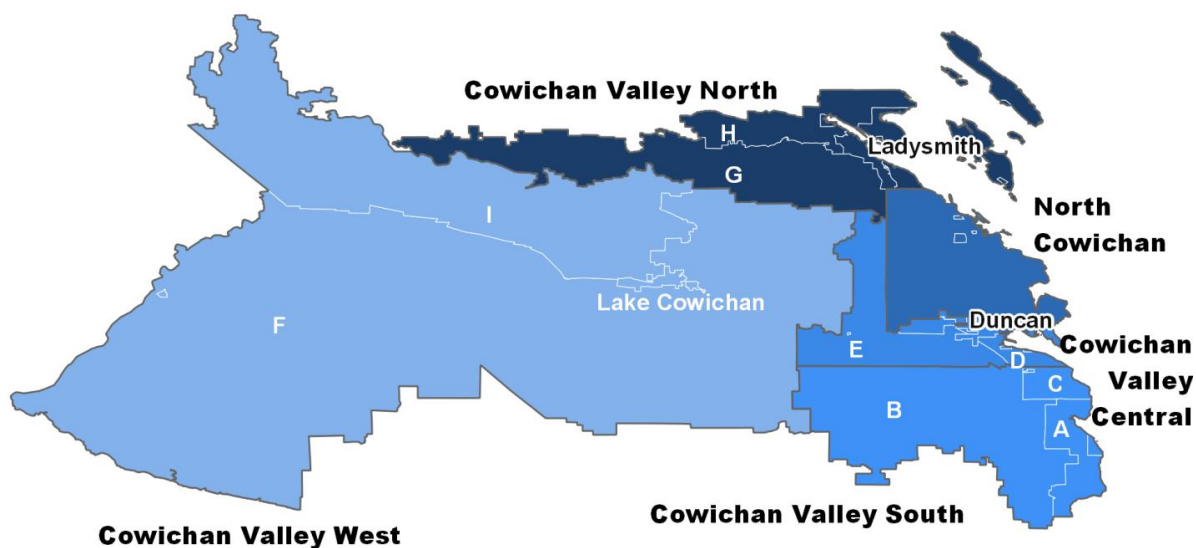 Cowichan Valley North
H
Ladysmith
G
I
North
Cowichan
Lake Cowichan
F
Duncan
E
D
Cowichan
Valley
Central
C
B
A
Cowichan Valley South
Cowichan Valley West